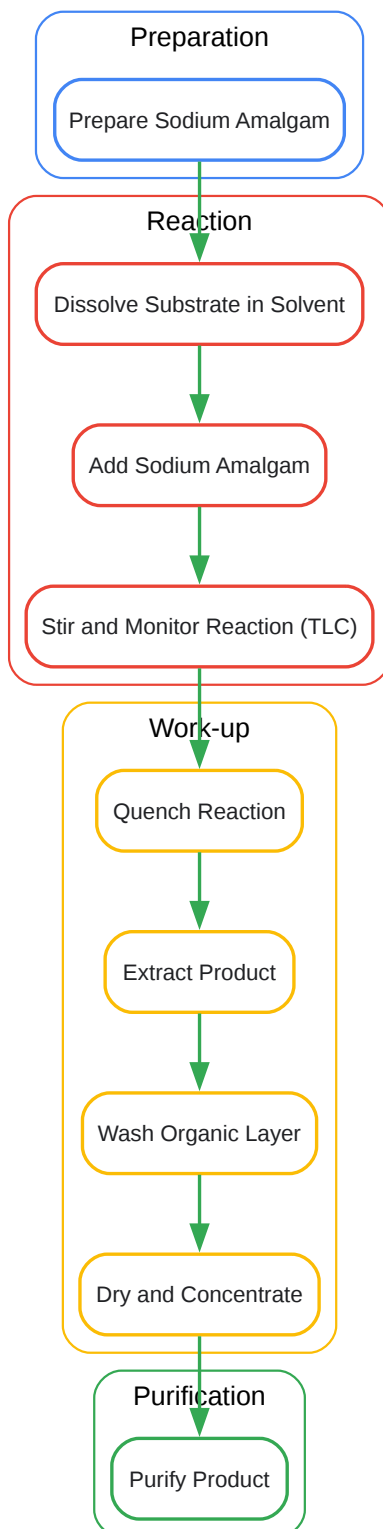 Preparation
Prepare Sodium Amalgam
Reaction
Dissolve Substrate in Solvent
Add Sodium Amalgam
Stir and Monitor Reaction (TLC)
Work-up
Quench Reaction
Extract Product
Wash Organic Layer
Dry and Concentrate
Purification
Purify Product